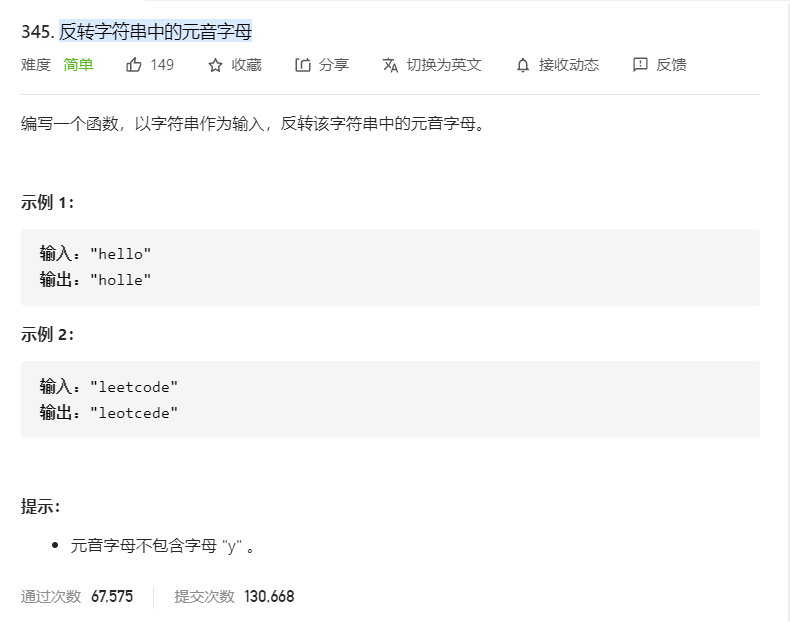 345. 反转字符串中的元音字母
难度 简单 149 收藏 分享 切换为英文 接收动态 反馈
编写一个函数，以字符串作为输入，反转该字符串中的元音字母。
示例 1：
输入："hello"
输出："holle"
示例 2：
输入："leetcode"
输出："leotcede"
提示：
• 元音字母不包含字母 "y" 。
通过次数 67,575 提交次数 130,668